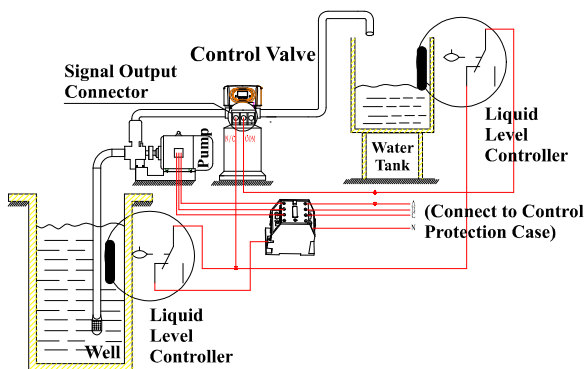 Control Valve
Signal Output
Connector
Pump
N/C
COM
Water
Tank
Liquid
Level
Controller
A
C
N
(Connect to Control
Protection Case)
Well
Liquid
Level
Controller